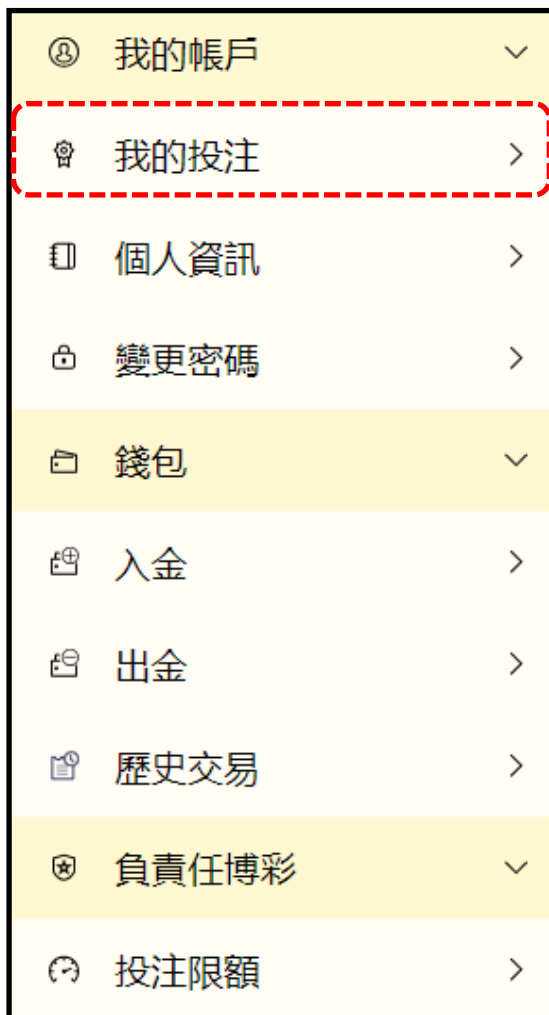 我的帳戶
我的投注
個人資訊
變更密碼
錢包
入金
出金
歷史交易
負責任博彩
投注限額